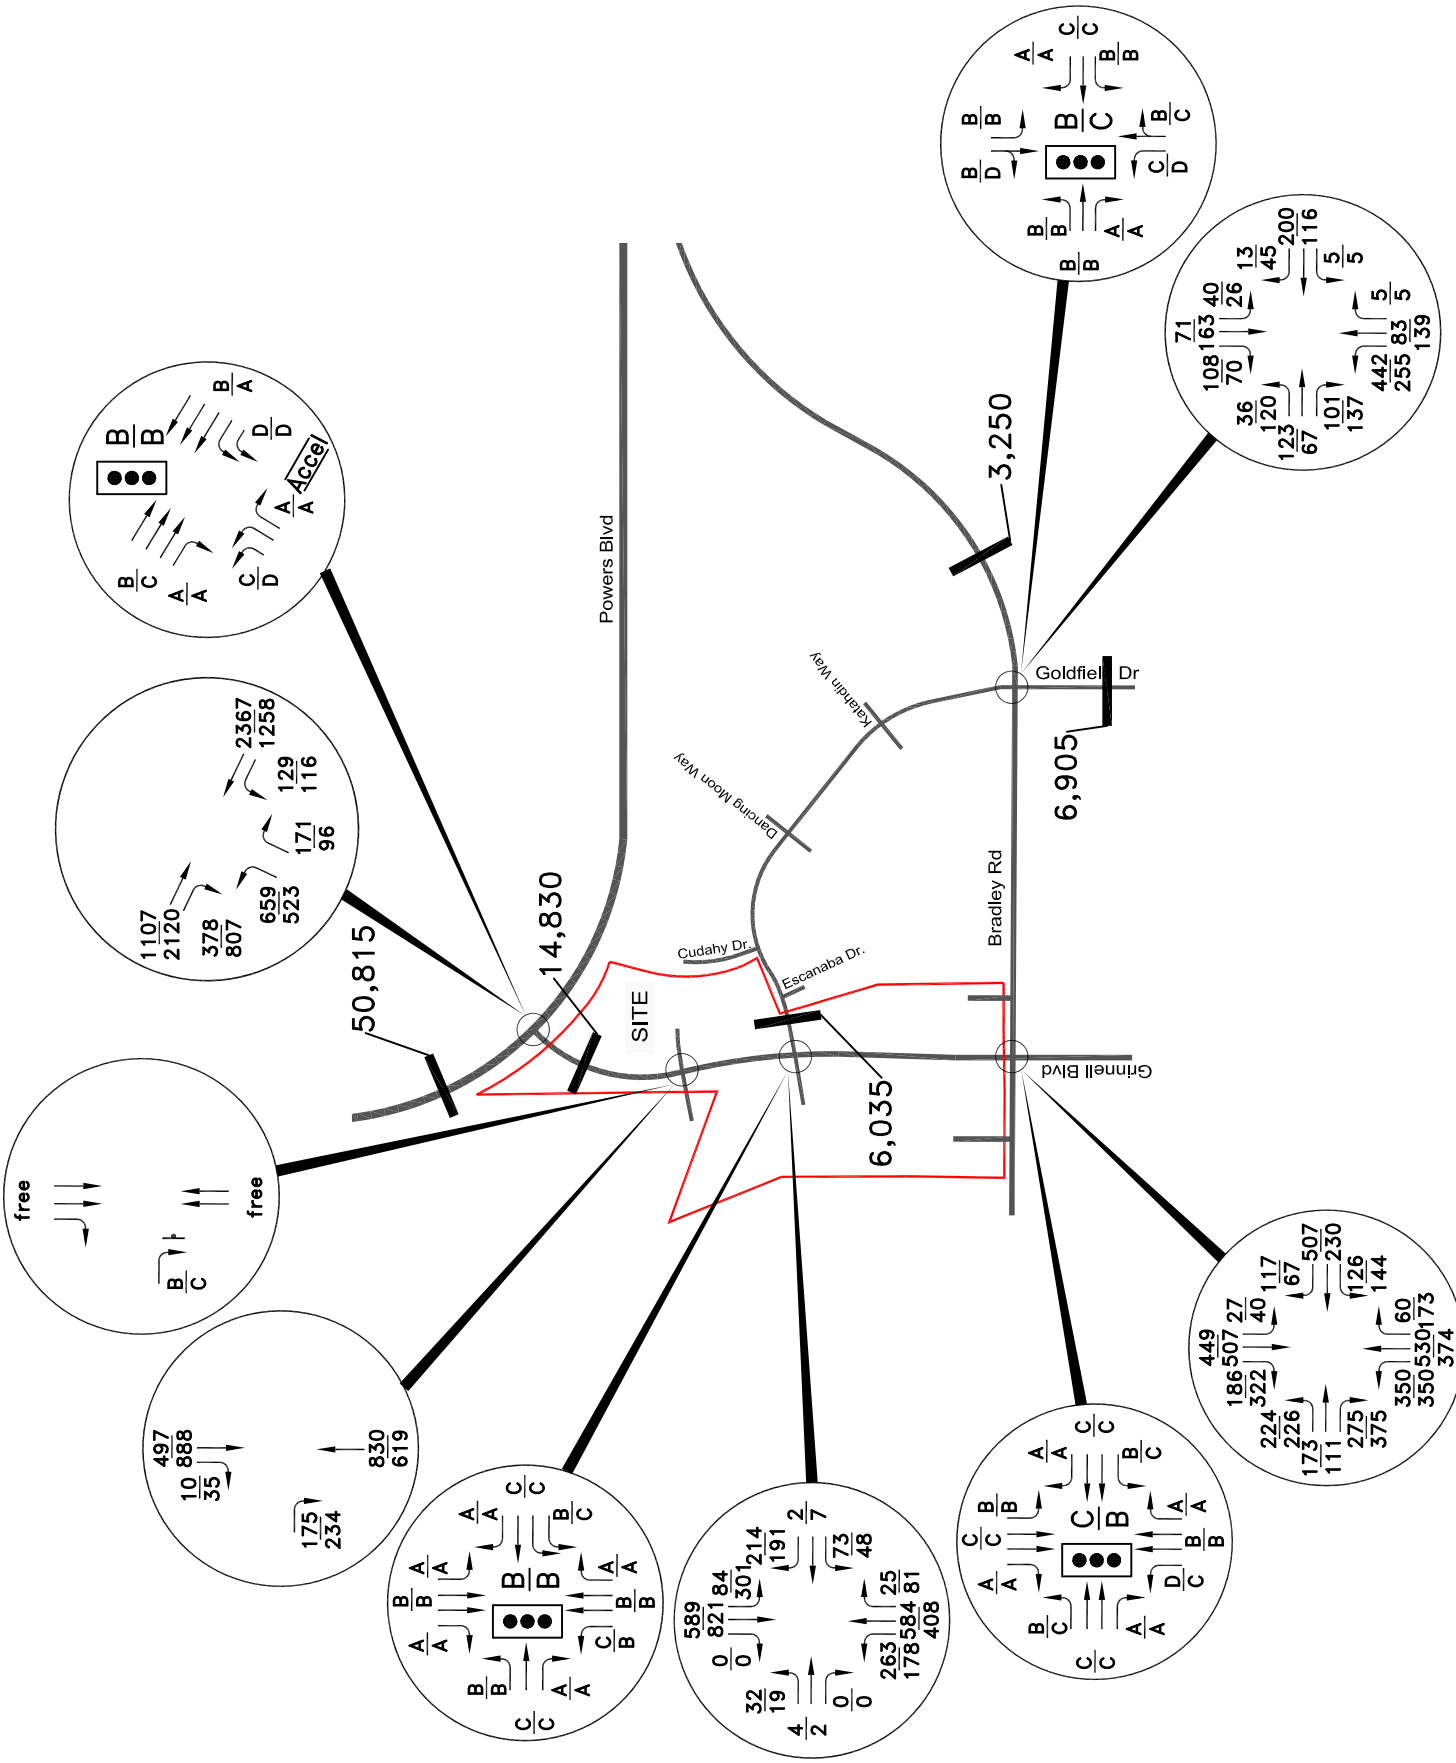 C
C
A
A
B
B
B
B
B
D
B
C
B
B
A
A
B
B
C
D
B
C
13
45
200
116
5
5
71
163
40
26
108
70
36
120
123
67
101
137
442
255
83
139
5
5
B
B
B
A
D
D
Accel
A
A
B
C
A
A
C
D
Powers Blvd
3,250
Katahdin Way
Goldfield Dr
6,905
Dancing Moon Way
2367
1258
129
116
171
96
659
523
1107
2120
378
807
50,815
14,830
Cudahy Dr.
Escanaba Dr.
SITE
Bradley Rd
6,035
Grinnell Blvd
free
free
B
C
497
888
10
35
830
619
175
234
A
A
C
C
B
C
A
A
B
B
A
A
B
B
B
B
A
A
C
C
A
A
B
B
C
B
589
821
84
301
214
191
2
7
73
48
0
0
32
19
4
2
0
0
263
178
584
408
25
81
C
C
A
A
B
C
B
B
C
C
A
A
C
B
B
C
C
C
A
A
D
C
B
B
A
A
449
507
27
40
117
67
507
230
126
144
186
322
224
226
173
111
275
375
350
350
530
374
60
173